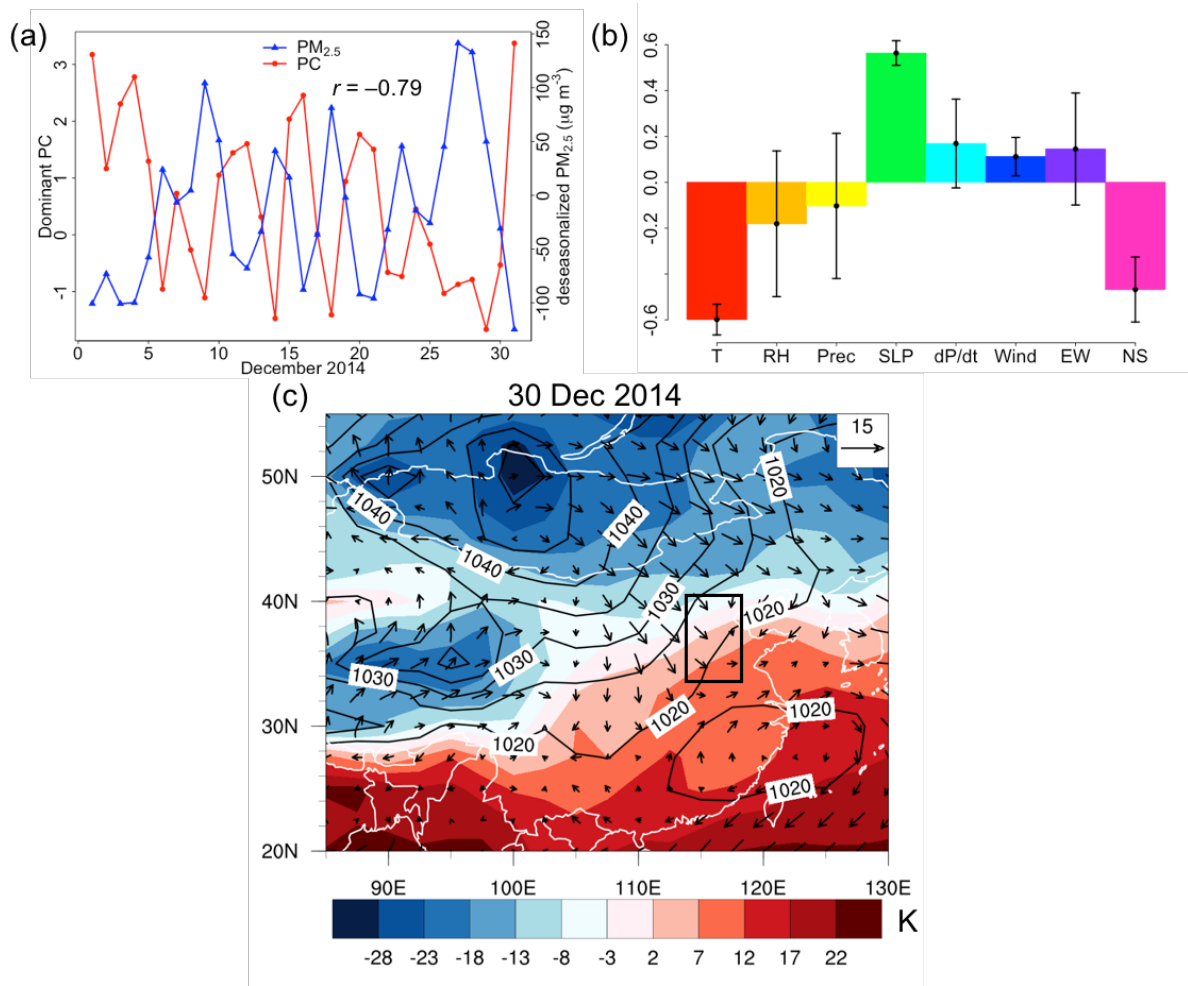 (a)
PM2.5
PC
r = –0.79
Dominant PC
3
2
1
0
-1
150
100
50
0
-50
-100
deseasonalized PM2.5 (µg m-3)
0 5 10 15 20 25 30
December 2014
(b)
0.6
0.4
0.2
0.0
-0.2
-0.6
T RH Prec SLP dP/dt Wind EW NS
(c)
30 Dec 2014
15
50N
40N
30N
20N
1040
1020
1040
1040
1030
1020
1030
1030
1020
1020
1020
1020
90E 100E 110E 120E 130E
K
-28 -23 -18 -13 -8 -3 2 7 12 17 22